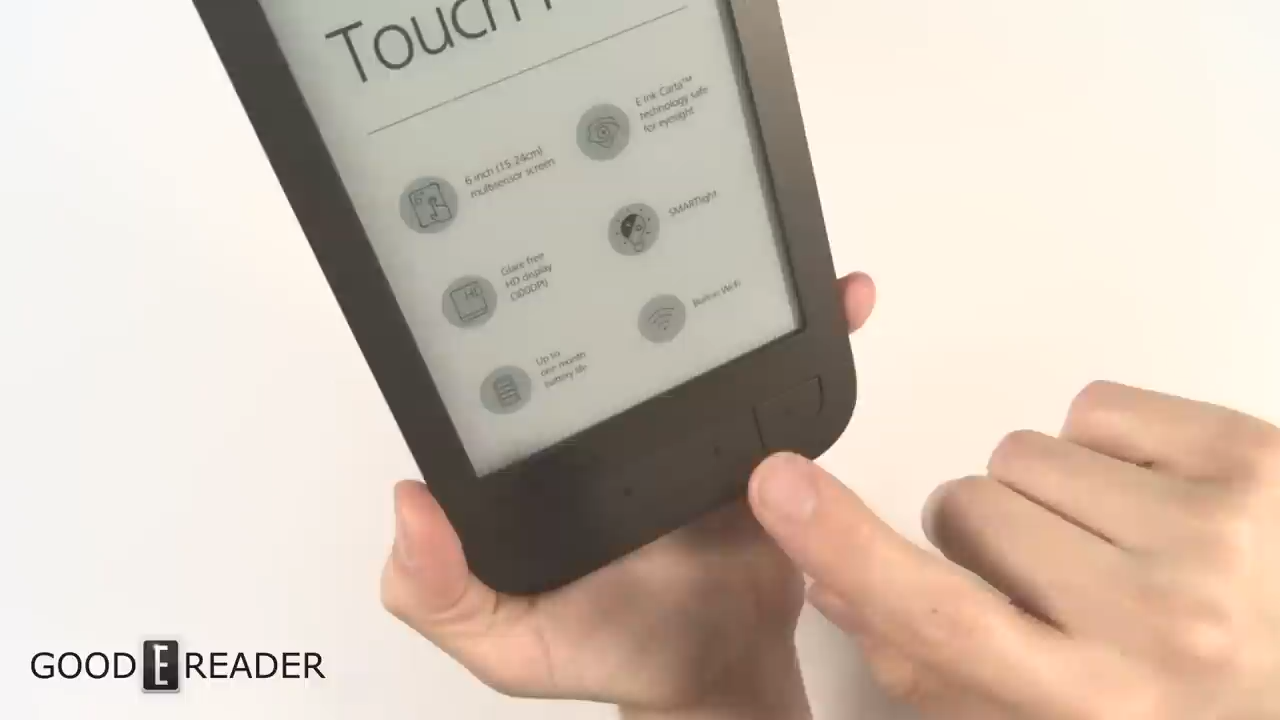 Touch
E Ink Carta™
technology safe
for eyesight
6 inch (15.24cm)
multisensor screen
SMARTlight
Glare free
HD display
(300DPI)
HD
Built-in Wi-Fi
Up to
one month
battery life
GOOD E READER